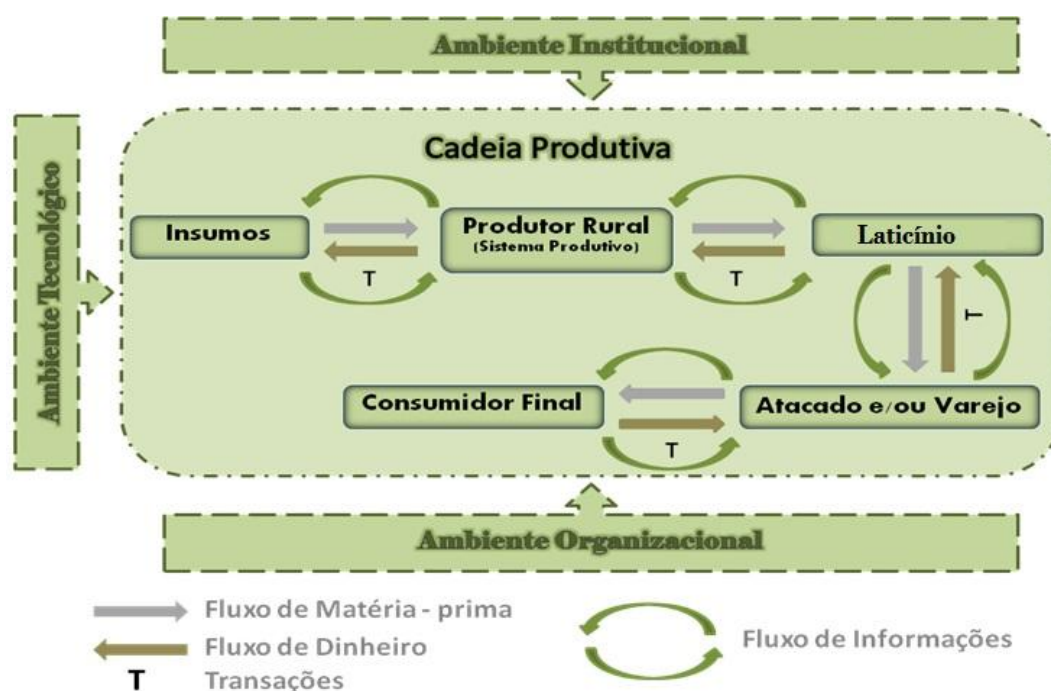 Ambiente Institucional
Ambiente Tecnológico
Cadeia Produtiva
Insumos
T
Produtor Rural
(Sistema Produtivo)
T
Laticínio
T
Consumidor Final
T
Atacado e/ou Varejo
Ambiente Organizacional
Fluxo de Matéria - prima
Fluxo de Dinheiro
T Transações
Fluxo de Informações